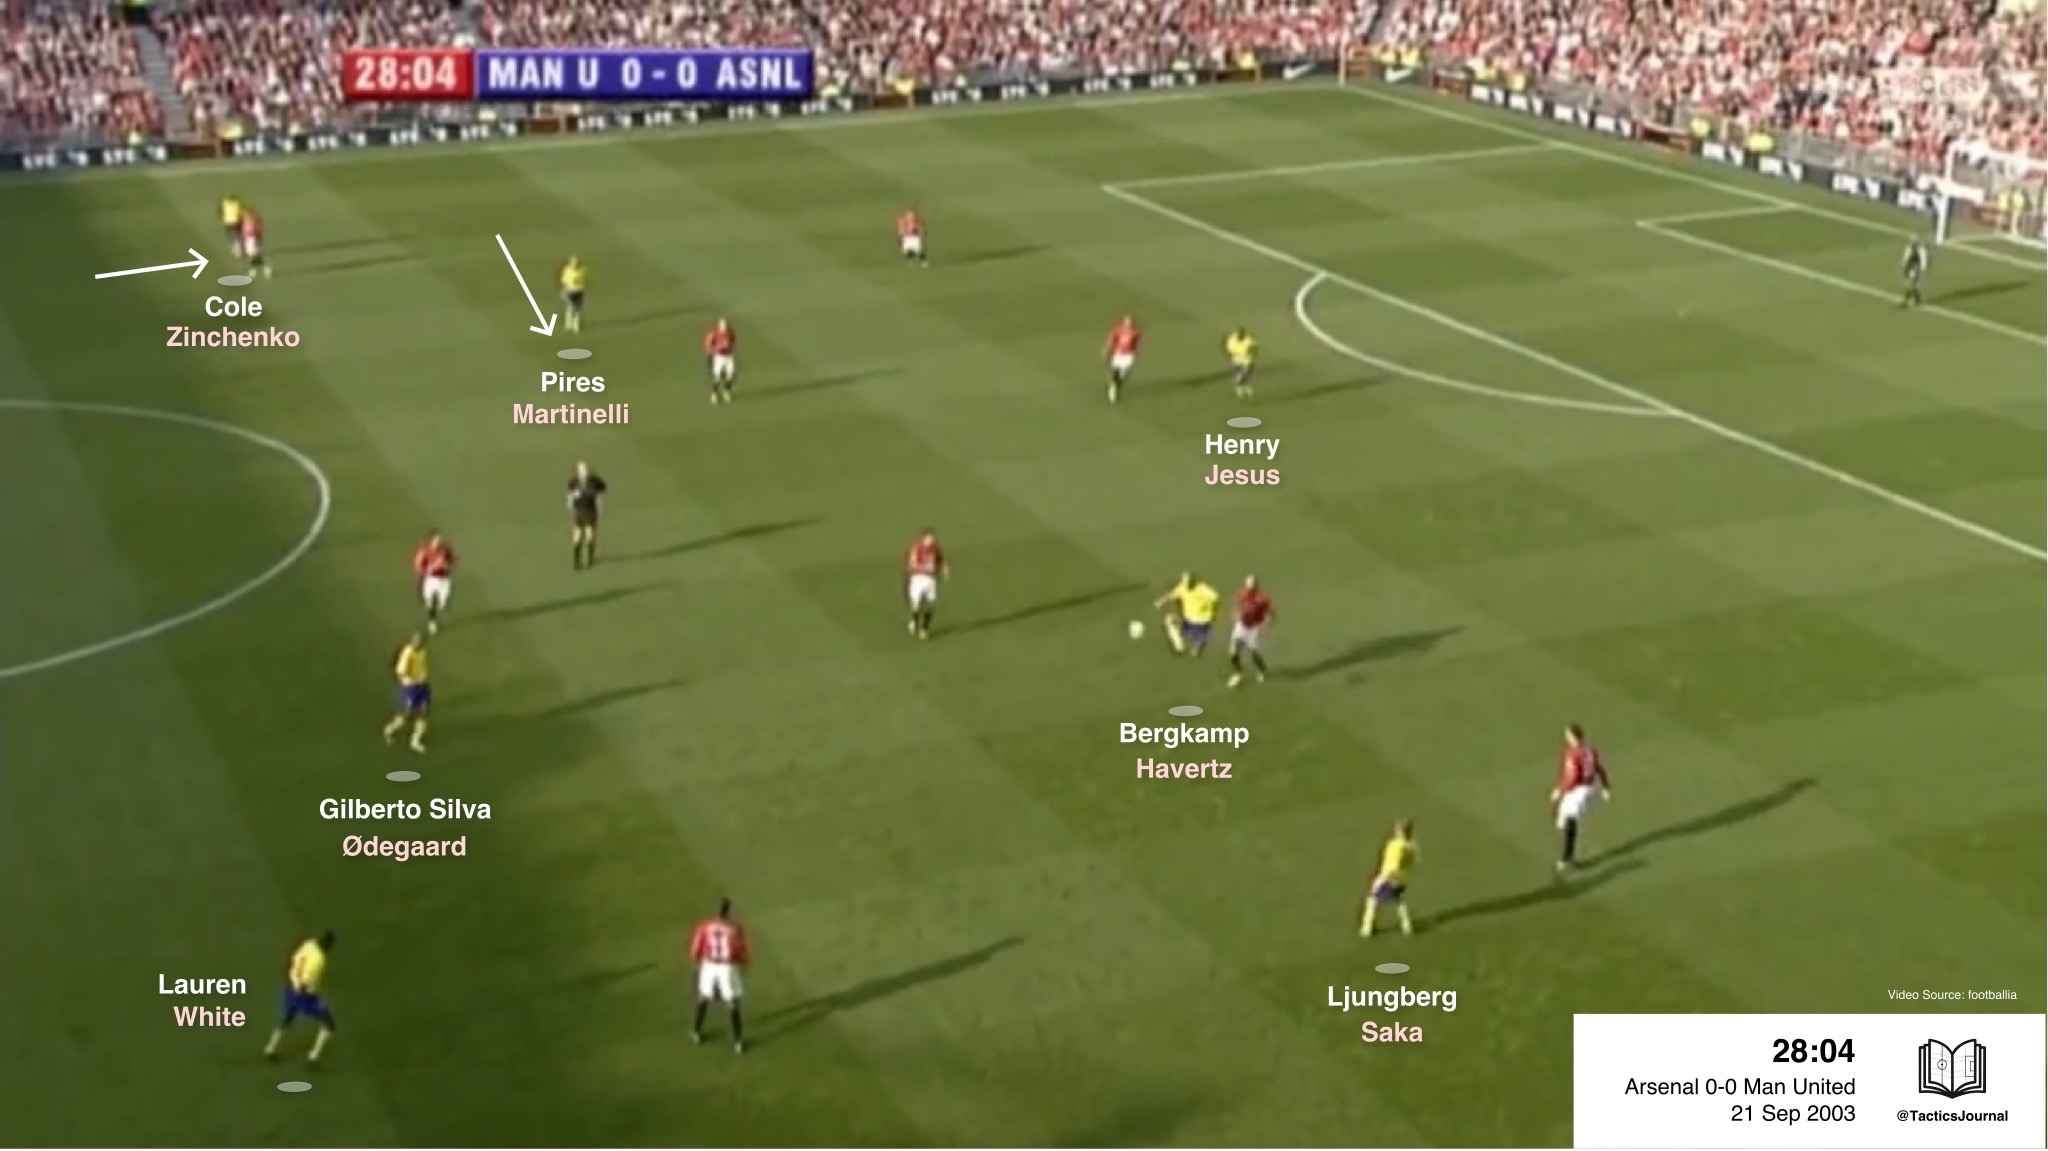 28:04 MAN U 0 - 0 ASNL
Cole
Zinchenko
Pires
Martinelli
Henry
Jesus
Bergkamp
Havertz
Gilberto Silva
Ødegaard
Lauren
White
Ljungberg
Saka
Video Source: footballia
28:04
Arsenal 0-0 Man United
21 Sep 2003
@TacticsJournal